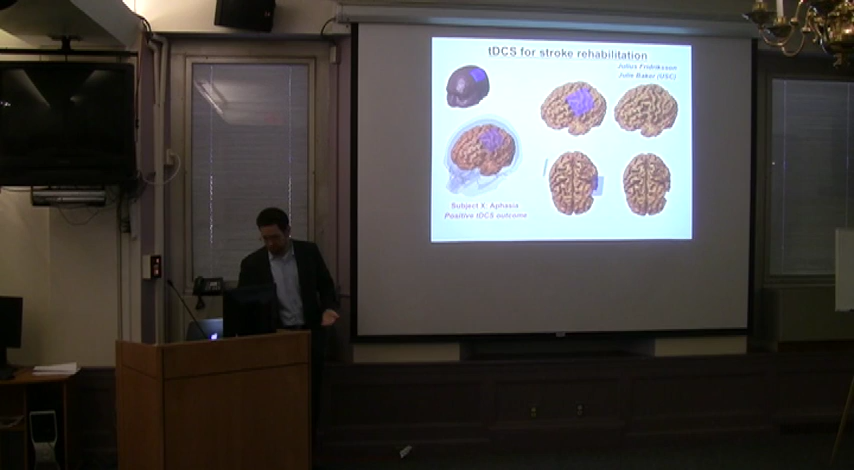 tDCS for stroke rehabilitation
Julius Fridriksson
Julie Baker (USC)
Subject X: Aphasia
Positive tDCS outcome